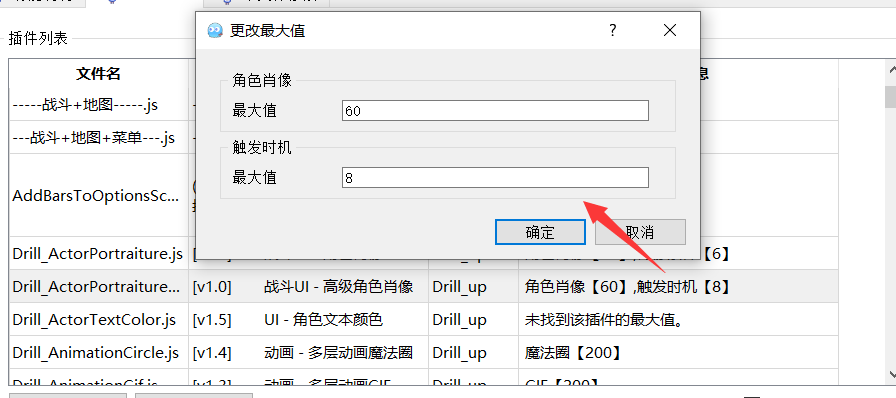 更改最大值
?
插件列表
文件名
息
角色肖像
最大值
60
触发时机
最大值
8
确定
取消
-----战斗+地图-----.js
---战斗+地图+菜单---.js
AddBarsToOptionsSc...
Drill_ActorPortraiture.js
【6】
Drill_ActorPortraiture... [v1.0] 战斗UI - 高级角色肖像 Drill_up 角色肖像【60】,触发时机【8】
Drill_ActorTextColor.js [v1.5] UI - 角色文本颜色 Drill_up 未找到该插件的最大值。
Drill_AnimationCircle.js [v1.4] 动画 - 多层动画魔法圈 Drill_up 魔法圈【200】
Drill_AnimationGif.js [v1.3] 动画 - 多层动画GIF Drill_up GIF【200】